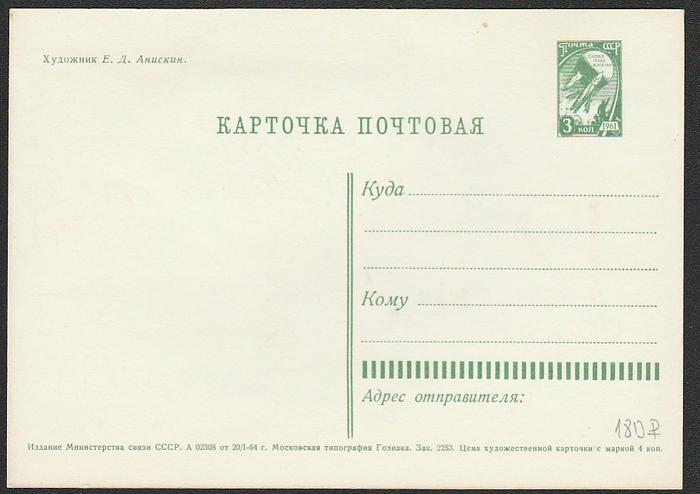 Художник Е. Д. Анискин.
Почта СССР
СЛАВА
3 КОП 1961
КАРТОЧКА ПОЧТОВАЯ
Куда
Кому
Адрес отправителя:
Издание Министерства связи СССР. А 02308 от 20/I-64 г. Московская типография Гознака. Зак. 2253. Цена художественной карточки с маркой 4 коп.